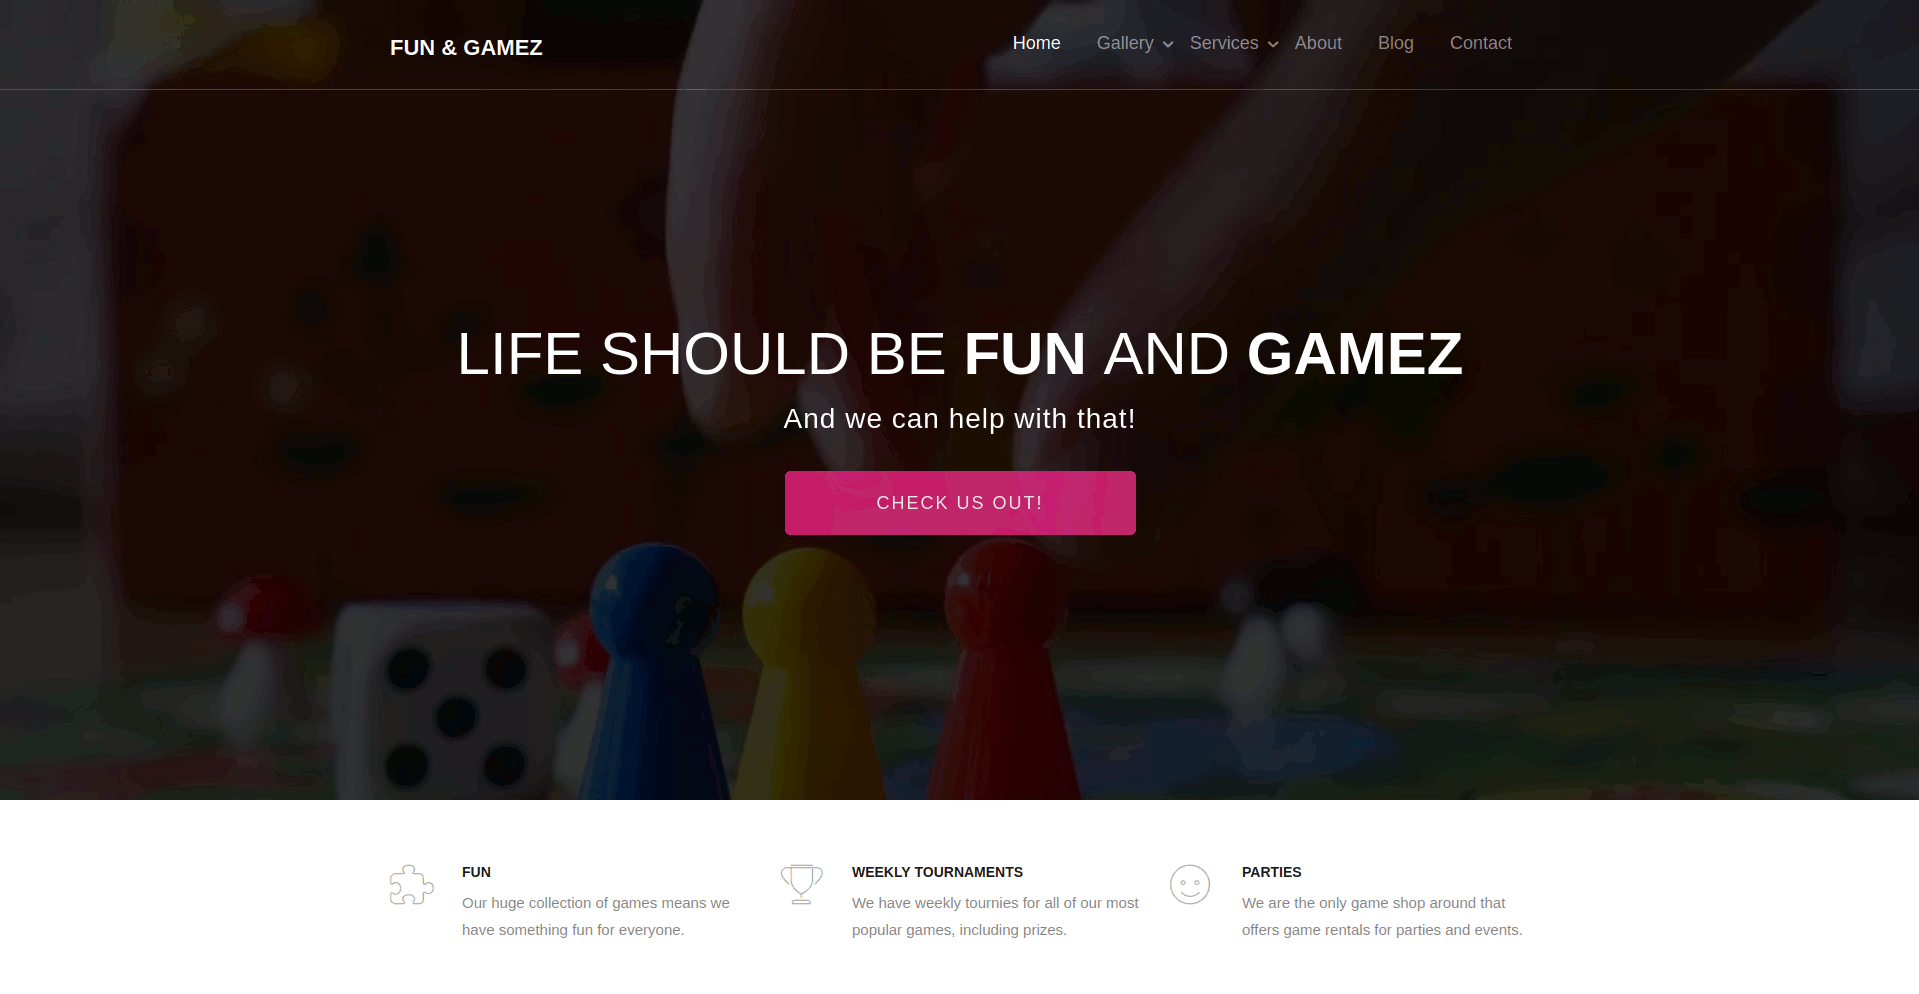 FUN & GAMEZ
Home Gallery Services About Blog Contact
LIFE SHOULD BE FUN AND GAMEZ
And we can help with that!
CHECK US OUT!
FUN
Our huge collection of games means we
have something fun for everyone.
WEEKLY TOURNAMENTS
We have weekly tournies for all of our most
popular games, including prizes.
PARTIES
We are the only game shop around that
offers game rentals for parties and events.